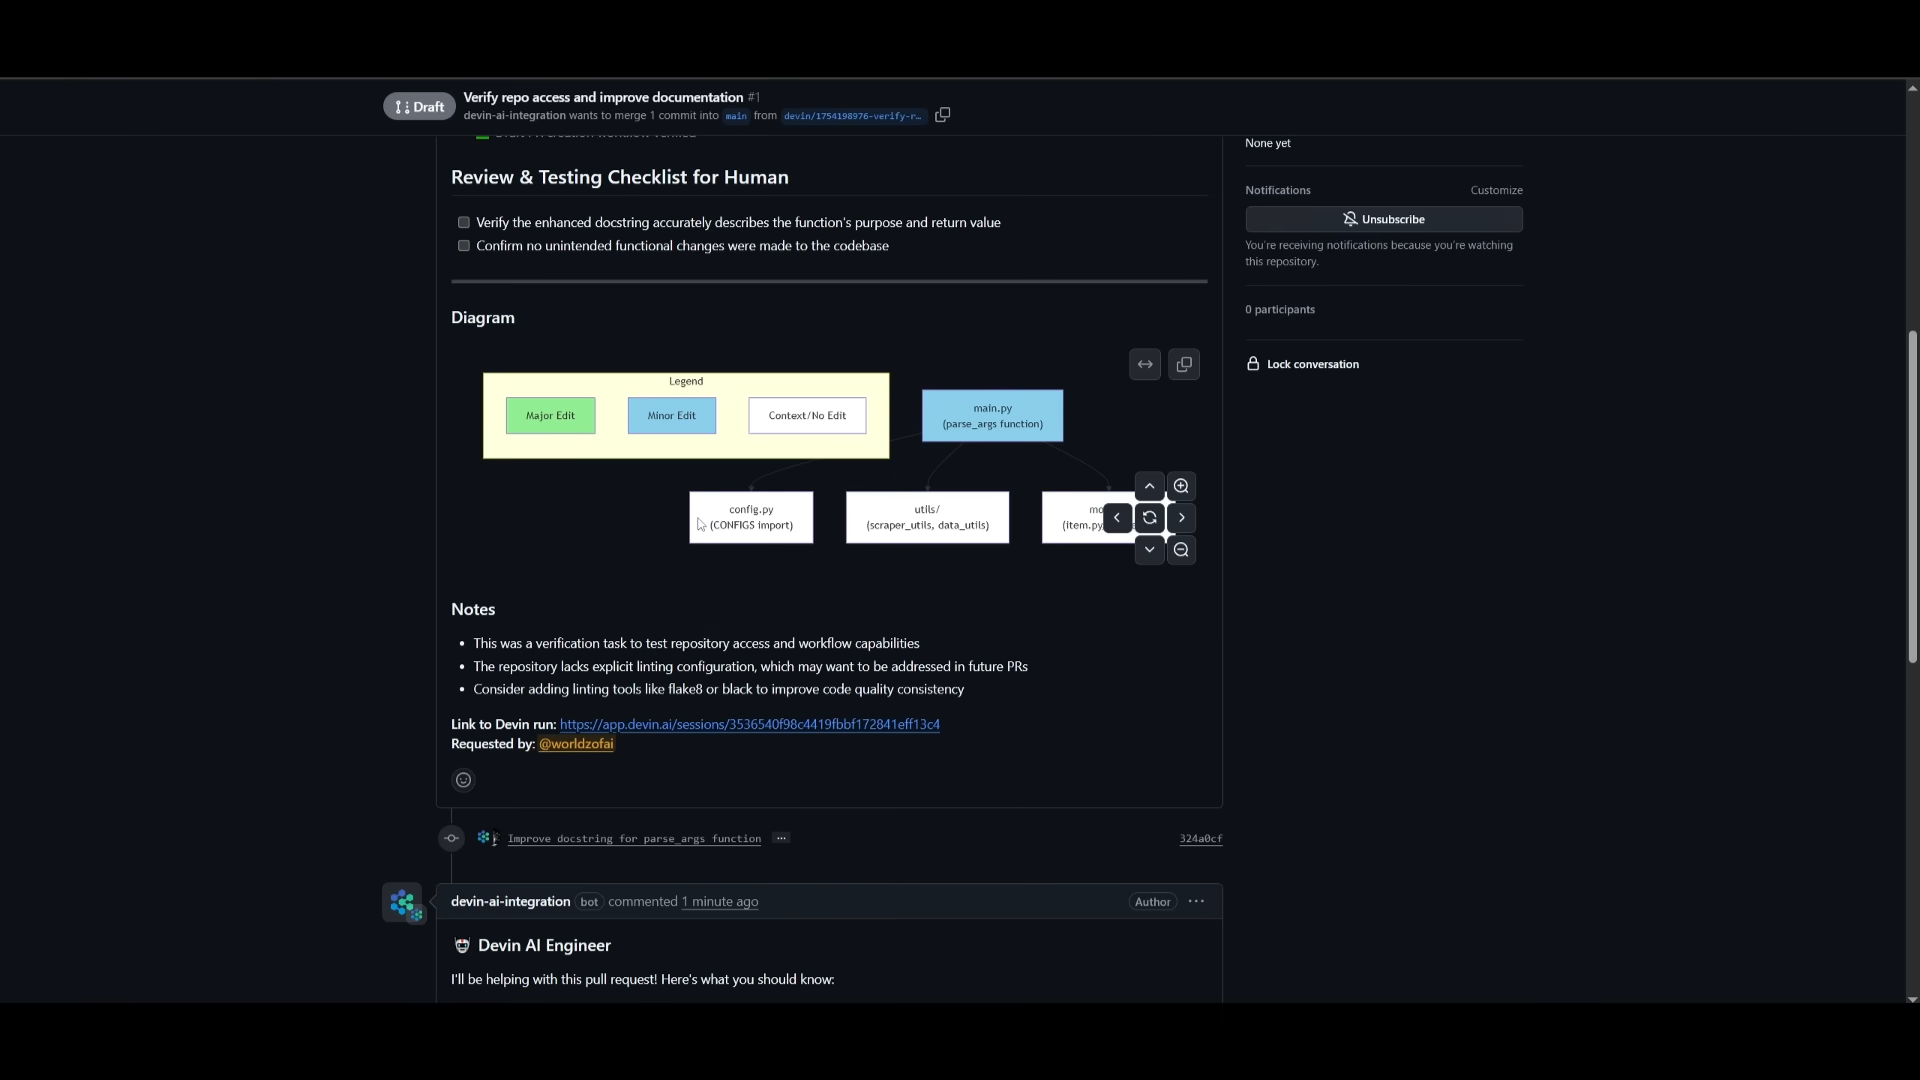 Draft
Verify repo access and improve documentation #1
devin-ai-integration wants to merge 1 commit into main from devin/1754198976-verify-r…
Review & Testing Checklist for Human
Verify the enhanced docstring accurately describes the function's purpose and return value
Confirm no unintended functional changes were made to the codebase
Diagram
Legend
Major Edit
Minor Edit
Context/No Edit
main.py
(parse_args function)
config.py
(CONFIGS import)
utils/
(scraper_utils, data_utils)
mo
(item.py,
Notes
• This was a verification task to test repository access and workflow capabilities
• The repository lacks explicit linting configuration, which may want to be addressed in future PRs
• Consider adding linting tools like flake8 or black to improve code quality consistency
Link to Devin run: https://app.devin.ai/sessions/3536540f98c4419fbbf172841eff13c4
Requested by: @worldzofai
Improve docstring for parse_args function ...
324a0cf
devin-ai-integration bot commented 1 minute ago
Author ...
Devin AI Engineer
I'll be helping with this pull request! Here's what you should know:
None yet
Notifications
Customize
Unsubscribe
You're receiving notifications because you're watching
this repository.
0 participants
Lock conversation